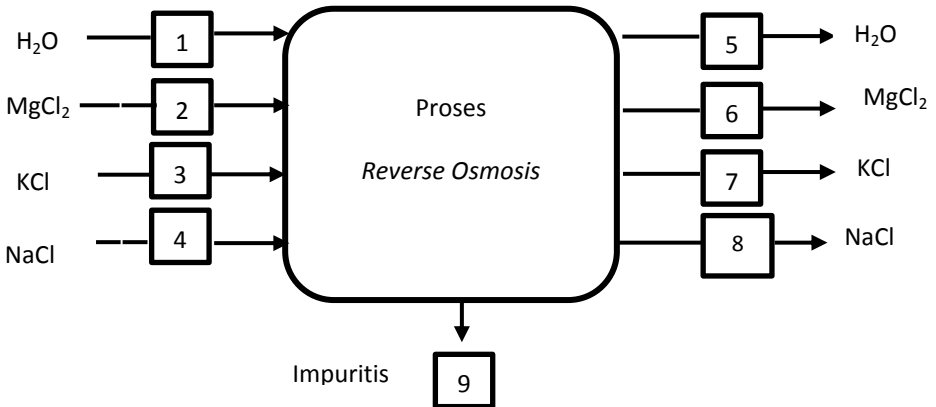 H₂O 1 5 H₂O
MgCl₂ 2 Proses 6 MgCl₂
KCl 3 Reverse Osmosis 7 KCl
NaCl 4 8 NaCl
Impuritis 9